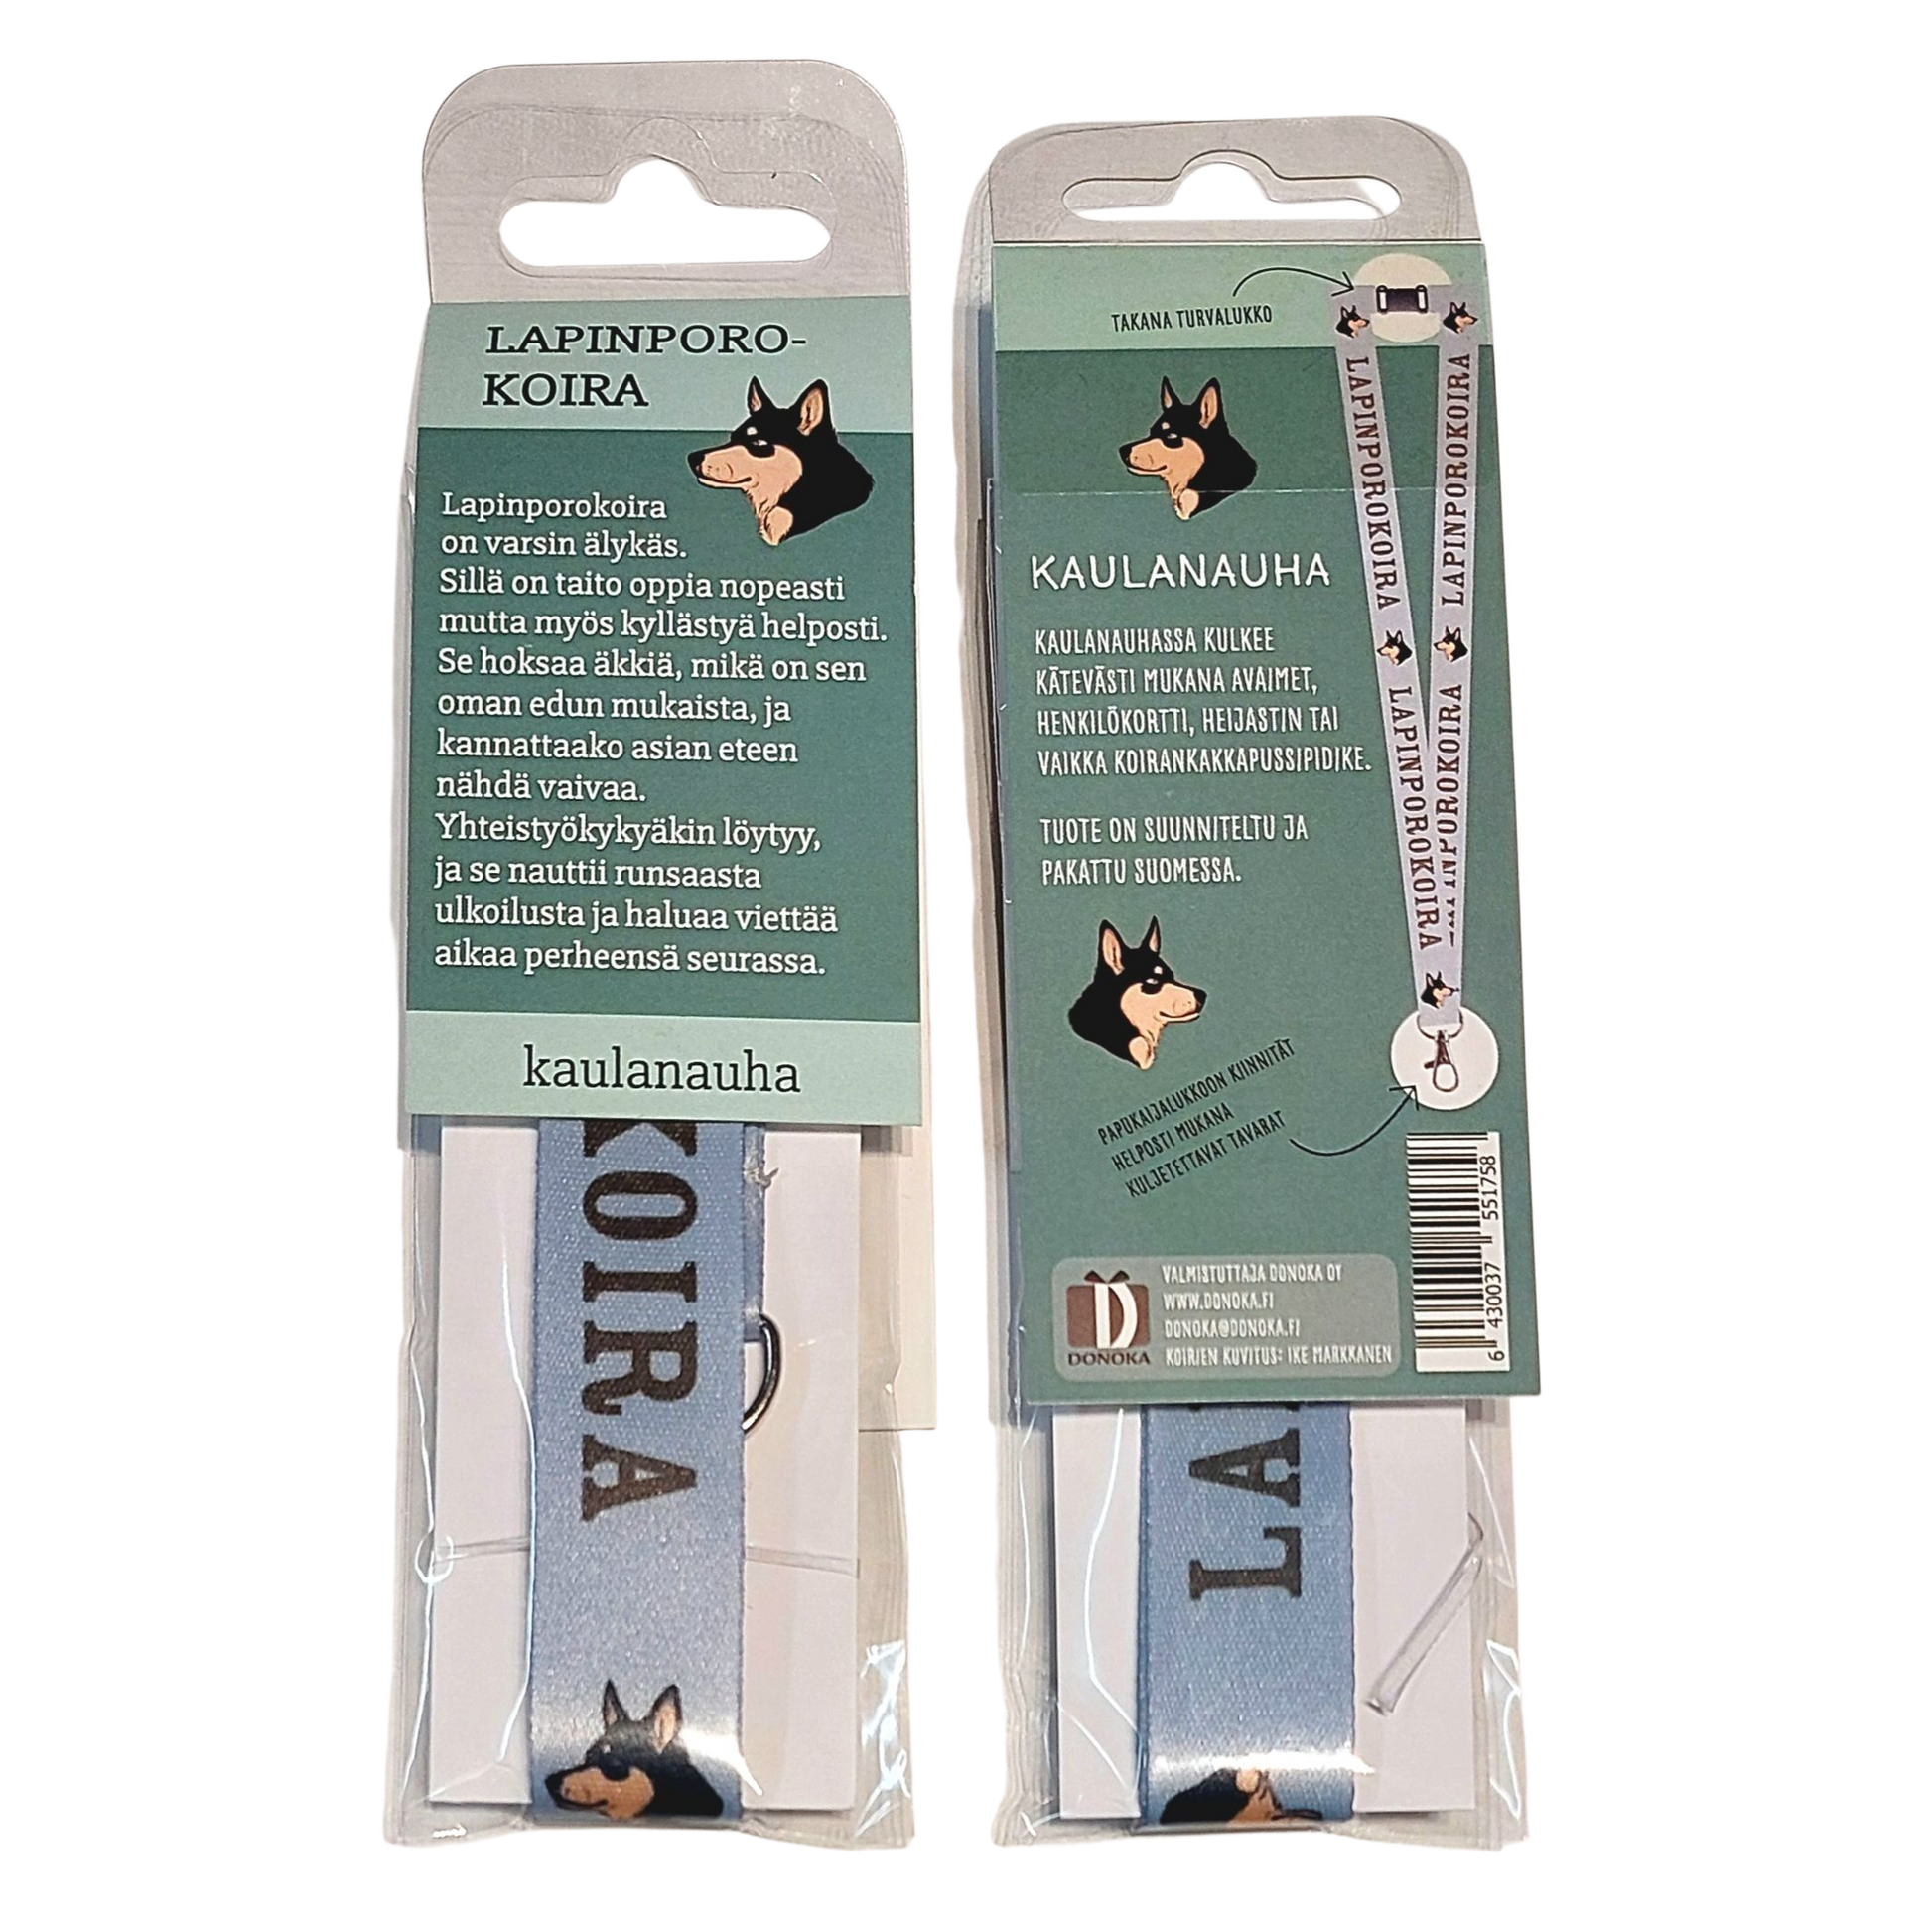 LAPINPORO-
KOIRA
Lapinporokoira
on varsin älykäs.
Sillä on taito oppia nopeasti
mutta myös kyllästyä helposti.
Se hoksaa äkkiä, mikä on sen
oman edun mukaista, ja
kannattaako asian eteen
nähdä vaivaa.
Yhteistyökykyäkin löytyy,
ja se nauttii runsaasta
ulkoilusta ja haluaa viettää
aikaa perheensä seurassa.
kaulanauha
KOIRA
TAKANA TURVALUKKO
LAPINPOROKOIRA
LAPINPOROKOIRA
LAPINPOROKOIRA
LAPINPOROKOIRA
KAULANAUHA
KAULANAUHASSA KULKEE
KÄTEVÄSTI MUKANA AVAIMET,
HENKILÖKORTTI, HEIJASTIN TAI
VAIKKA KOIRANKAKKAPUSSIPIDIKE.
TUOTE ON SUUNNITELTU JA
PAKATTU SUOMESSA.
PAPUKAIJALUKKOON KIINNITÄT
HELPOSTI MUKANA
KULJETETTAVAT TAVARAT
DONOKA
VALMISTUTTAJA DONOKA OY
WWW.DONOKA.FI
DONOKA@DONOKA.FI
KOIRIEN KUVITUS: IKE MARKKANEN
6 430037 551758
LA